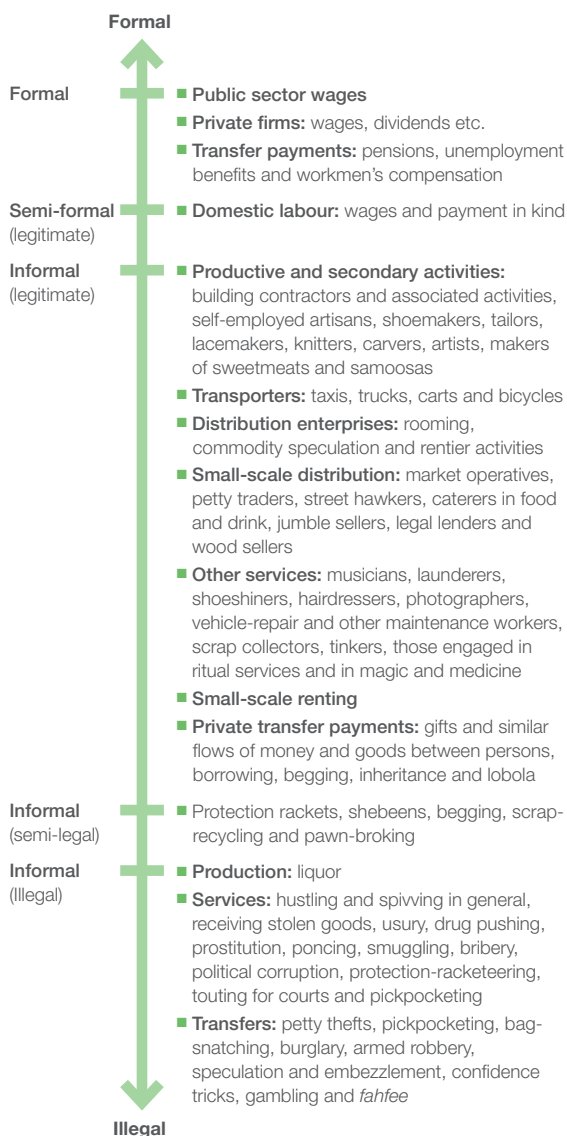 Formal
Formal
■ Public sector wages
■ Private firms: wages, dividends etc.
■ Transfer payments: pensions, unemployment
benefits and workmen's compensation
Semi-formal
(legitimate)
■ Domestic labour: wages and payment in kind
Informal
(legitimate)
■ Productive and secondary activities:
building contractors and associated activities,
self-employed artisans, shoemakers, tailors,
lacemakers, knitters, carvers, artists, makers
of sweetmeats and samoosas
■ Transporters: taxis, trucks, carts and bicycles
■ Distribution enterprises: rooming,
commodity speculation and rentier activities
■ Small-scale distribution: market operatives,
petty traders, street hawkers, caterers in food
and drink, jumble sellers, legal lenders and
wood sellers
■ Other services: musicians, launderers,
shoeshiners, hairdressers, photographers,
vehicle-repair and other maintenance workers,
scrap collectors, tinkers, those engaged in
ritual services and in magic and medicine
■ Small-scale renting
■ Private transfer payments: gifts and similar
flows of money and goods between persons,
borrowing, begging, inheritance and lobola
Informal
(semi-legal)
■ Protection rackets, shebeens, begging, scrap-
recycling and pawn-broking
Informal
(Illegal)
■ Production: liquor
■ Services: hustling and spivving in general,
receiving stolen goods, usury, drug pushing,
prostitution, poncing, smuggling, bribery,
political corruption, protection-racketeering,
touting for courts and pickpocketing
■ Transfers: petty thefts, pickpocketing, bag-
snatching, burglary, armed robbery,
speculation and embezzlement, confidence
tricks, gambling and fahfee
Illegal